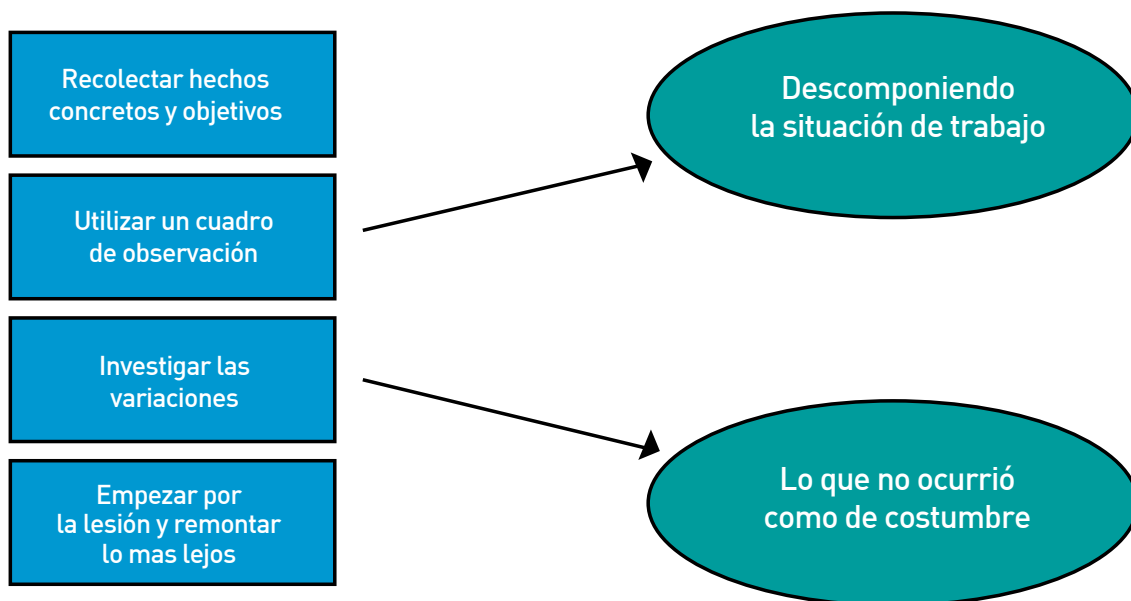 Recolectar hechos
concretos y objetivos
Utilizar un cuadro
de observación
Investigar las
variaciones
Empezar por
la lesión y remontar
lo mas lejos
Descomponiendo
la situación de trabajo
Lo que no ocurrió
como de costumbre